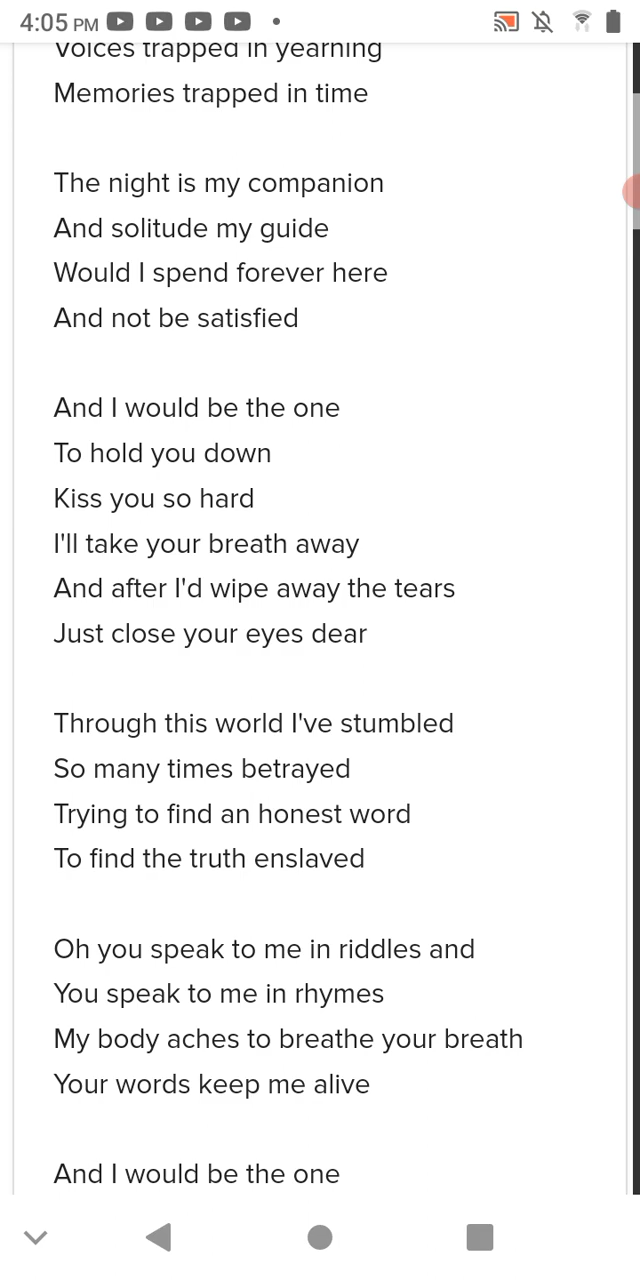 4:05 PM
Voices trapped in yearning
Memories trapped in time
The night is my companion
And solitude my guide
Would I spend forever here
And not be satisfied
And I would be the one
To hold you down
Kiss you so hard
I'll take your breath away
And after I'd wipe away the tears
Just close your eyes dear
Through this world I've stumbled
So many times betrayed
Trying to find an honest word
To find the truth enslaved
Oh you speak to me in riddles and
You speak to me in rhymes
My body aches to breathe your breath
Your words keep me alive
And I would be the one